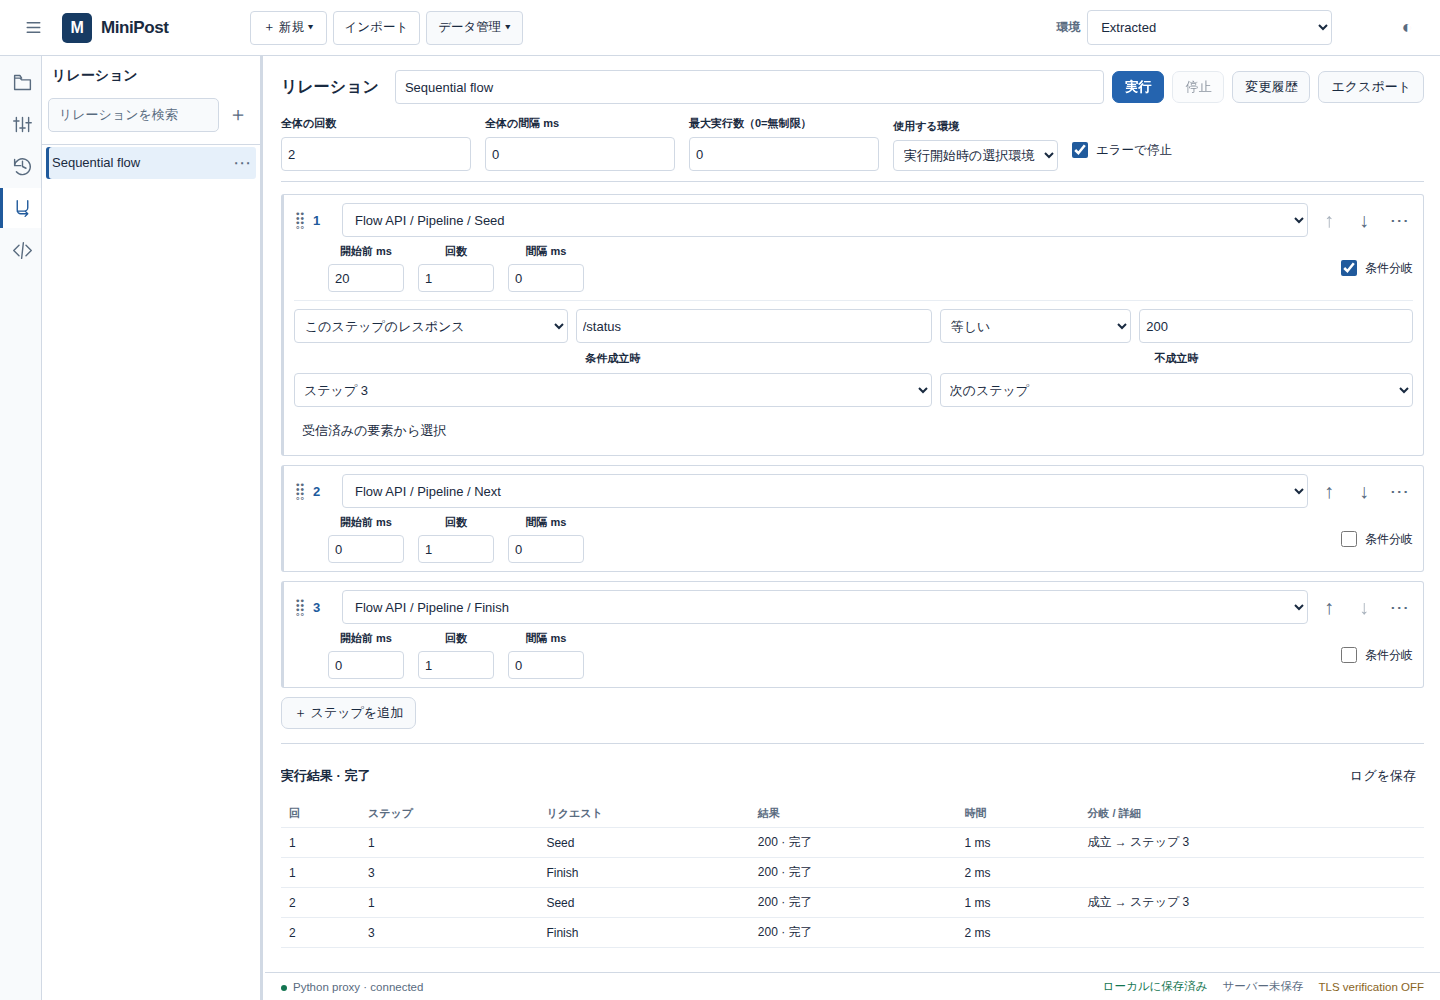 M MiniPost ＋ 新規 ▾ インポート データ管理 ▾ 環境 Extracted
リレーション
リレーションを検索 ＋
Sequential flow ···
リレーション Sequential flow 実行 停止 変更履歴 エクスポート
全体の回数 全体の間隔 ms 最大実行数（0=無制限） 使用する環境
2 0 0 実行開始時の選択環境 エラーで停止
1 Flow API / Pipeline / Seed ↑ ↓ ···
開始前 ms 回数 間隔 ms
20 1 0 条件分岐
このステップのレスポンス /status 等しい 200
条件成立時 不成立時
ステップ 3 次のステップ
受信済みの要素から選択
2 Flow API / Pipeline / Next ↑ ↓ ···
開始前 ms 回数 間隔 ms
0 1 0 条件分岐
3 Flow API / Pipeline / Finish ↑ ↓ ···
開始前 ms 回数 間隔 ms
0 1 0 条件分岐
＋ ステップを追加
実行結果 · 完了 ログを保存
回 ステップ リクエスト 結果 時間 分岐 / 詳細
1 1 Seed 200 · 完了 1 ms 成立 → ステップ 3
1 3 Finish 200 · 完了 2 ms
2 1 Seed 200 · 完了 1 ms 成立 → ステップ 3
2 3 Finish 200 · 完了 2 ms
Python proxy · connected ローカルに保存済み サーバー未保存 TLS verification OFF